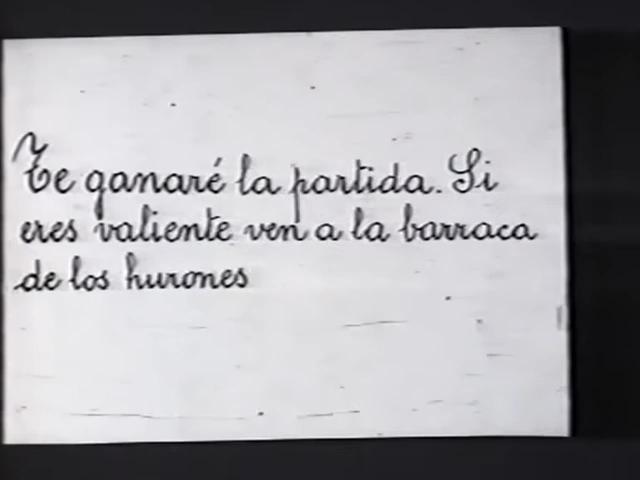 Te ganaré la partida. Si
eres valiente ven a la barraca
de los hurones